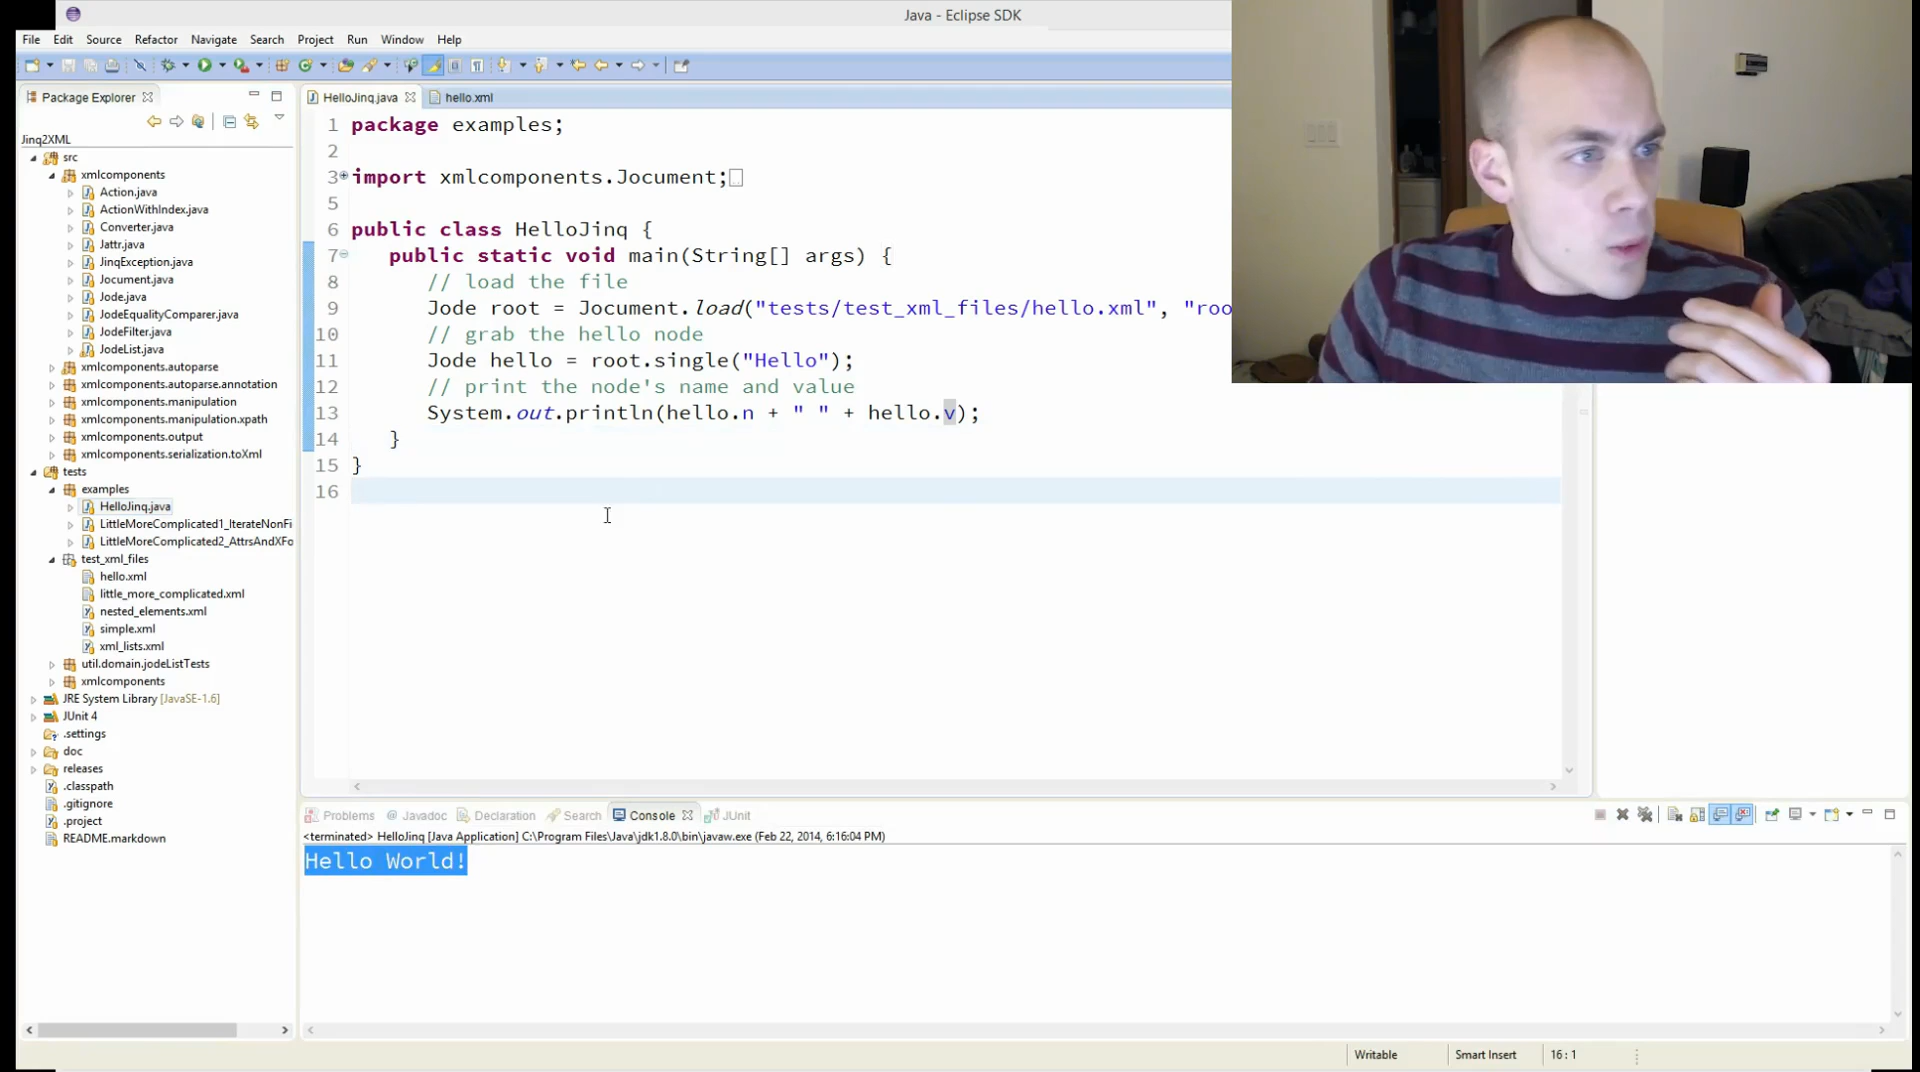 Java - Eclipse SDK
File Edit Source Refactor Navigate Search Project Run Window Help
Package Explorer
HelloJinq.java
hello.xml
Jinq2XML
src
xmlcomponents
Action.java
ActionWithIndex.java
Converter.java
Jattr.java
JinqException.java
Jocument.java
Jode.java
JodeEqualityComparer.java
JodeFilter.java
JodeList.java
xmlcomponents.autoparse
xmlcomponents.autoparse.annotation
xmlcomponents.manipulation
xmlcomponents.manipulation.xpath
xmlcomponents.output
xmlcomponents.serialization.toXml
tests
examples
HelloJinq.java
LittleMoreComplicated1_IterateNonFi
LittleMoreComplicated2_AttrsAndXFo
test_xml_files
hello.xml
little_more_complicated.xml
nested_elements.xml
simple.xml
xml_lists.xml
util.domain.jodeListTests
xmlcomponents
JRE System Library [JavaSE-1.6]
JUnit 4
.settings
doc
releases
.classpath
.gitignore
.project
README.markdown
1 package examples;
2
3 import xmlcomponents.Jocument;
5
6 public class HelloJinq {
7 public static void main(String[] args) {
8 // load the file
9 Jode root = Jocument.load("tests/test_xml_files/hello.xml", "roo
10 // grab the hello node
11 Jode hello = root.single("Hello");
12 // print the node's name and value
13 System.out.println(hello.n + " " + hello.v);
14 }
15 }
16
Problems @ Javadoc Declaration Search Console JUnit
<terminated> HelloJinq [Java Application] C:\Program Files\Java\jdk1.8.0\bin\javaw.exe (Feb 22, 2014, 6:16:04 PM)
Hello World!
Writable Smart Insert 16 : 1